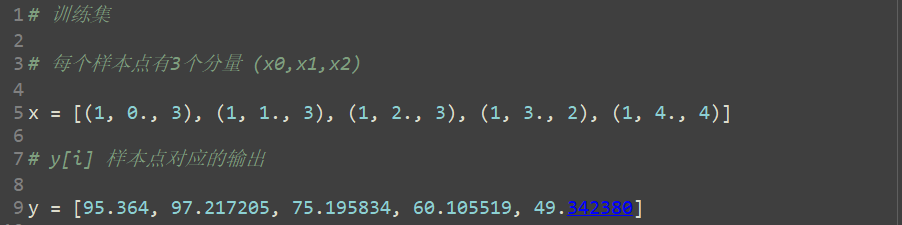 1# 训练集
2
3# 每个样本点有3个分量 (x0,x1,x2)
4
5x = [(1, 0., 3), (1, 1., 3), (1, 2., 3), (1, 3., 2), (1, 4., 4)]
6
7# y[i] 样本点对应的输出
8
9y = [95.364, 97.217205, 75.195834, 60.105519, 49.342380]